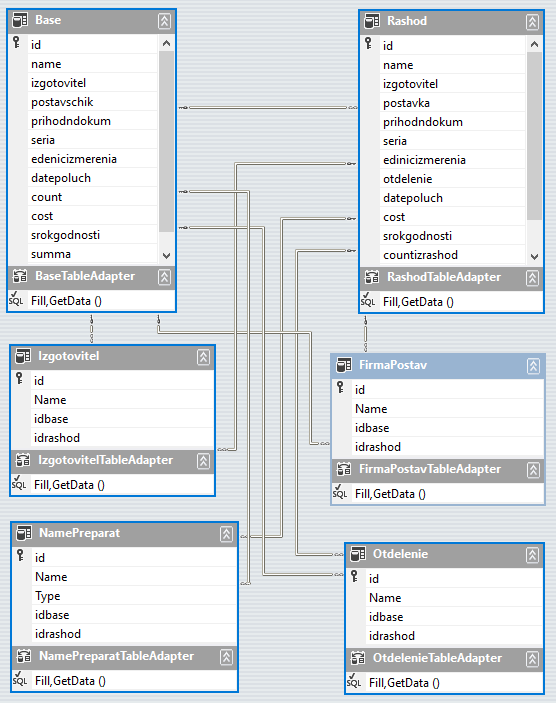 Base
id
name
izgotovitel
postavschik
prihodndokum
seria
edenicizmerenia
datepoluch
count
cost
srokgodnosti
summa
BaseTableAdapter
SQL Fill,GetData ()
Rashod
id
name
izgotovitel
postavka
prihodndokum
seria
edinicizmerenia
otdelenie
datepoluch
cost
srokgodnosti
countizrashod
RashodTableAdapter
SQL Fill,GetData ()
Izgotovitel
id
Name
idbase
idrashod
IzgotovitelTableAdapter
SQL Fill,GetData ()
FirmaPostav
id
Name
idbase
idrashod
FirmaPostavTableAdapter
SQL Fill,GetData ()
NamePreparat
id
Name
Type
idbase
idrashod
NamePreparatTableAdapter
SQL Fill,GetData ()
Otdelenie
id
Name
idbase
idrashod
OtdelenieTableAdapter
SQL Fill,GetData ()